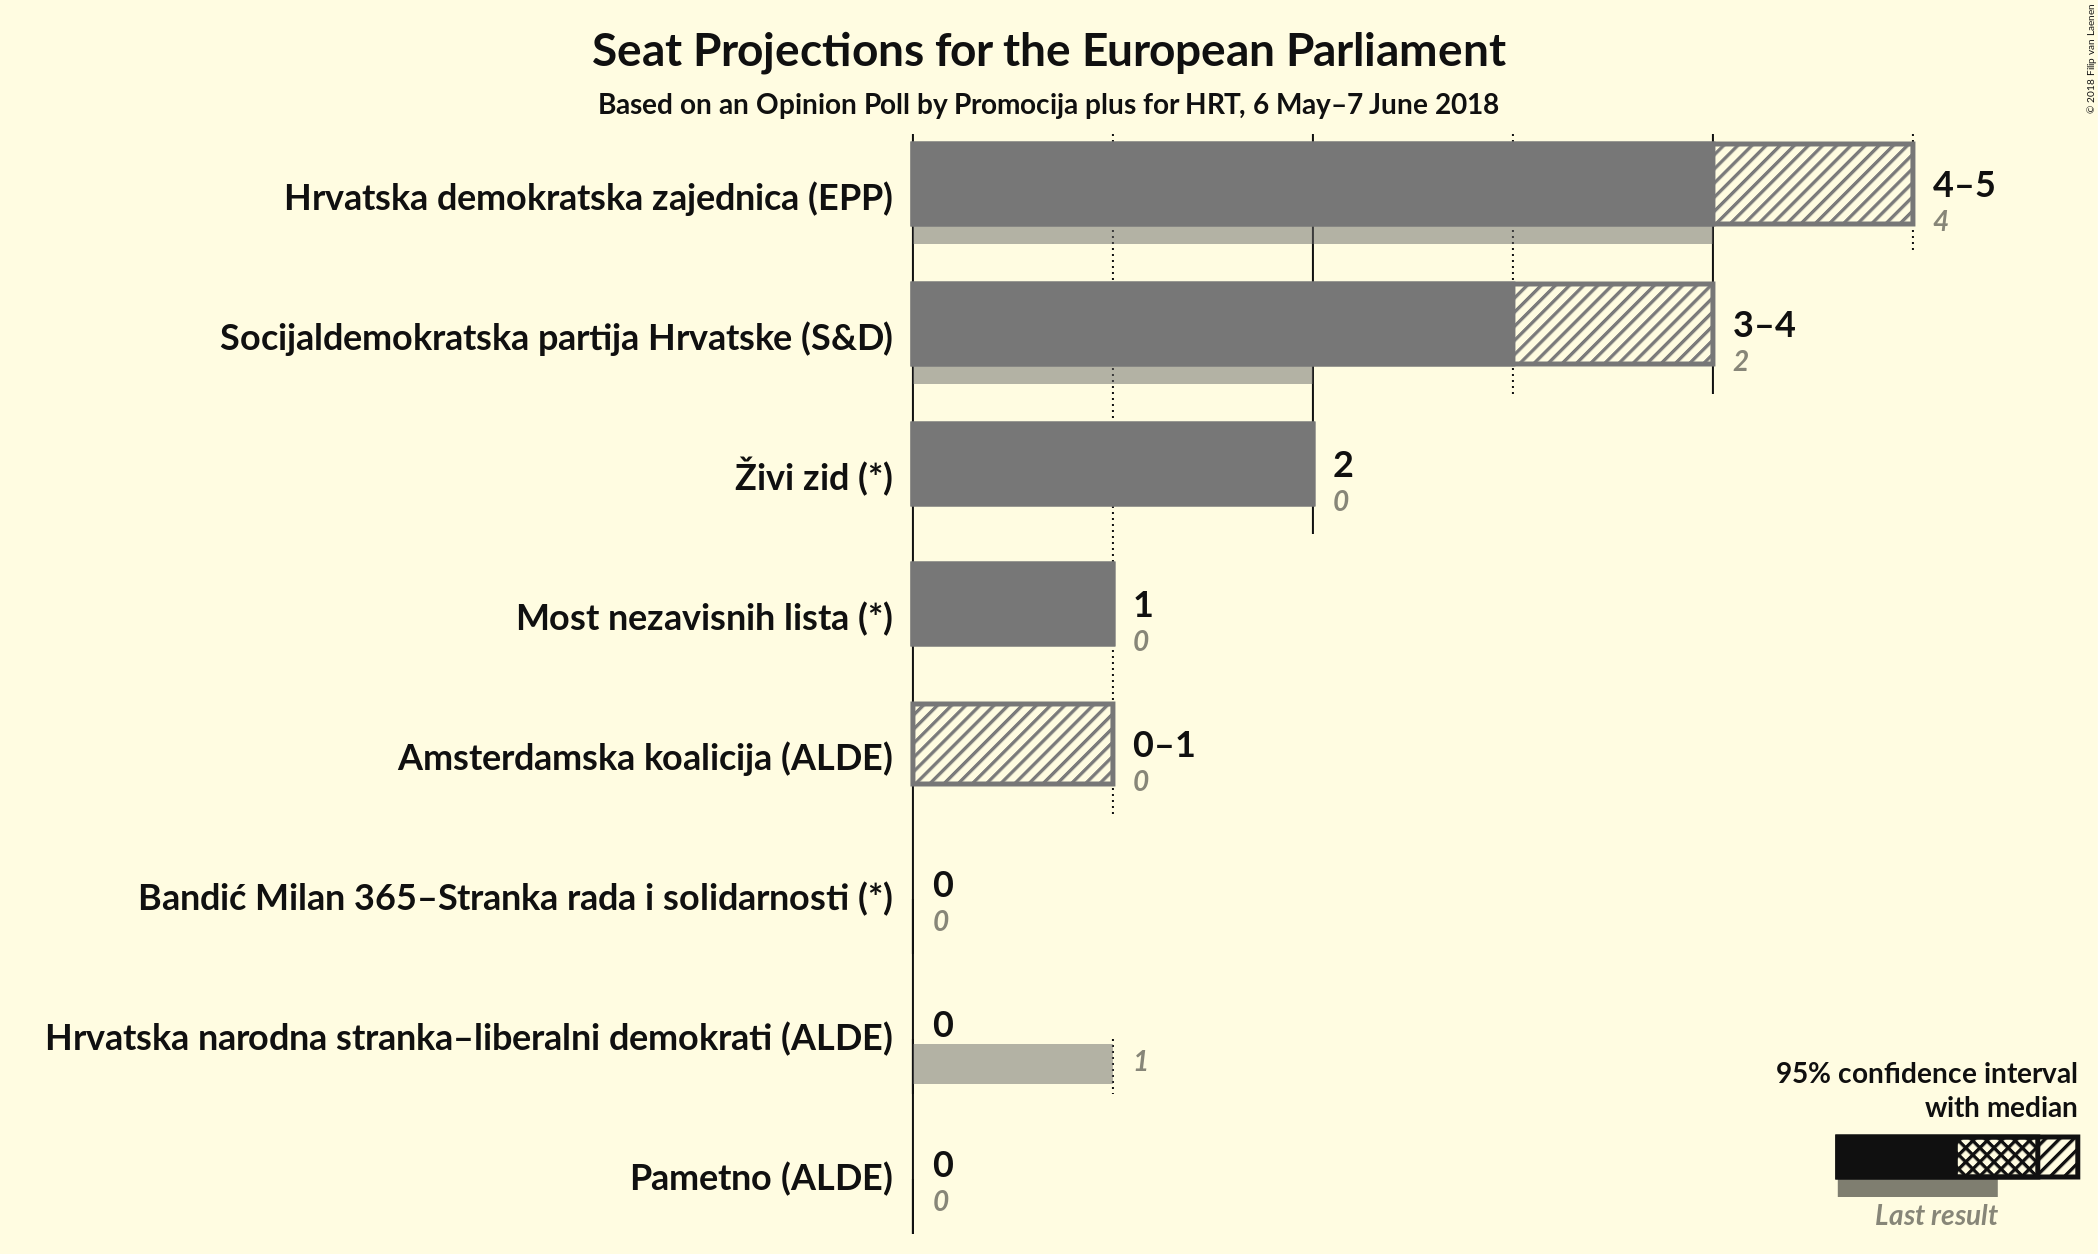 Seat Projections for the European Parliament
Based on an Opinion Poll by Promocija plus for HRT, 6 May–7 June 2018
© 2018 Filip van Laenen
Hrvatska demokratska zajednica (EPP)
4–5
4
Socijaldemokratska partija Hrvatske (S&D)
3–4
2
Živi zid (*)
2
0
Most nezavisnih lista (*)
1
0
Amsterdamska koalicija (ALDE)
0–1
0
Bandić Milan 365–Stranka rada i solidarnosti (*)
0
0
Hrvatska narodna stranka–liberalni demokrati (ALDE)
0
1
Pametno (ALDE)
0
0
95% confidence interval
with median
Last result